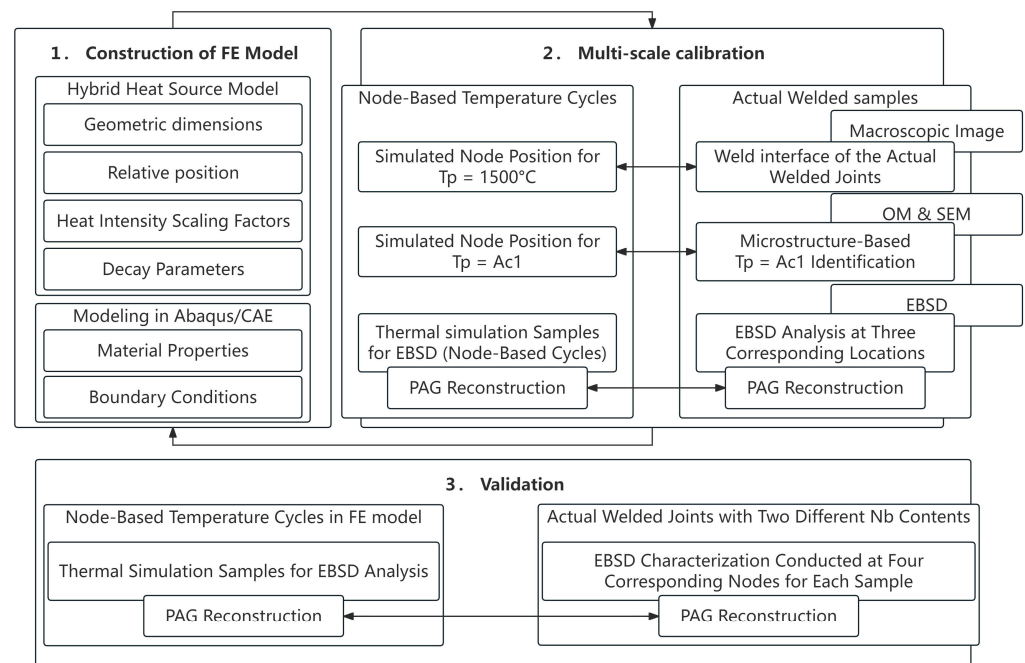 1. Construction of FE Model
Hybrid Heat Source Model
Geometric dimensions
Relative position
Heat Intensity Scaling Factors
Decay Parameters
Modeling in Abaqus/CAE
Material Properties
Boundary Conditions
2. Multi-scale calibration
Node-Based Temperature Cycles
Simulated Node Position for
Tp = 1500°C
Simulated Node Position for
Tp = Ac1
Thermal simulation Samples
for EBSD (Node-Based Cycles)
PAG Reconstruction
Actual Welded samples
Macroscopic Image
Weld interface of the Actual
Welded Joints
OM & SEM
Microstructure-Based
Tp = Ac1 Identification
EBSD
EBSD Analysis at Three
Corresponding Locations
PAG Reconstruction
3. Validation
Node-Based Temperature Cycles in FE model
Thermal Simulation Samples for EBSD Analysis
PAG Reconstruction
Actual Welded Joints with Two Different Nb Contents
EBSD Characterization Conducted at Four
Corresponding Nodes for Each Sample
PAG Reconstruction